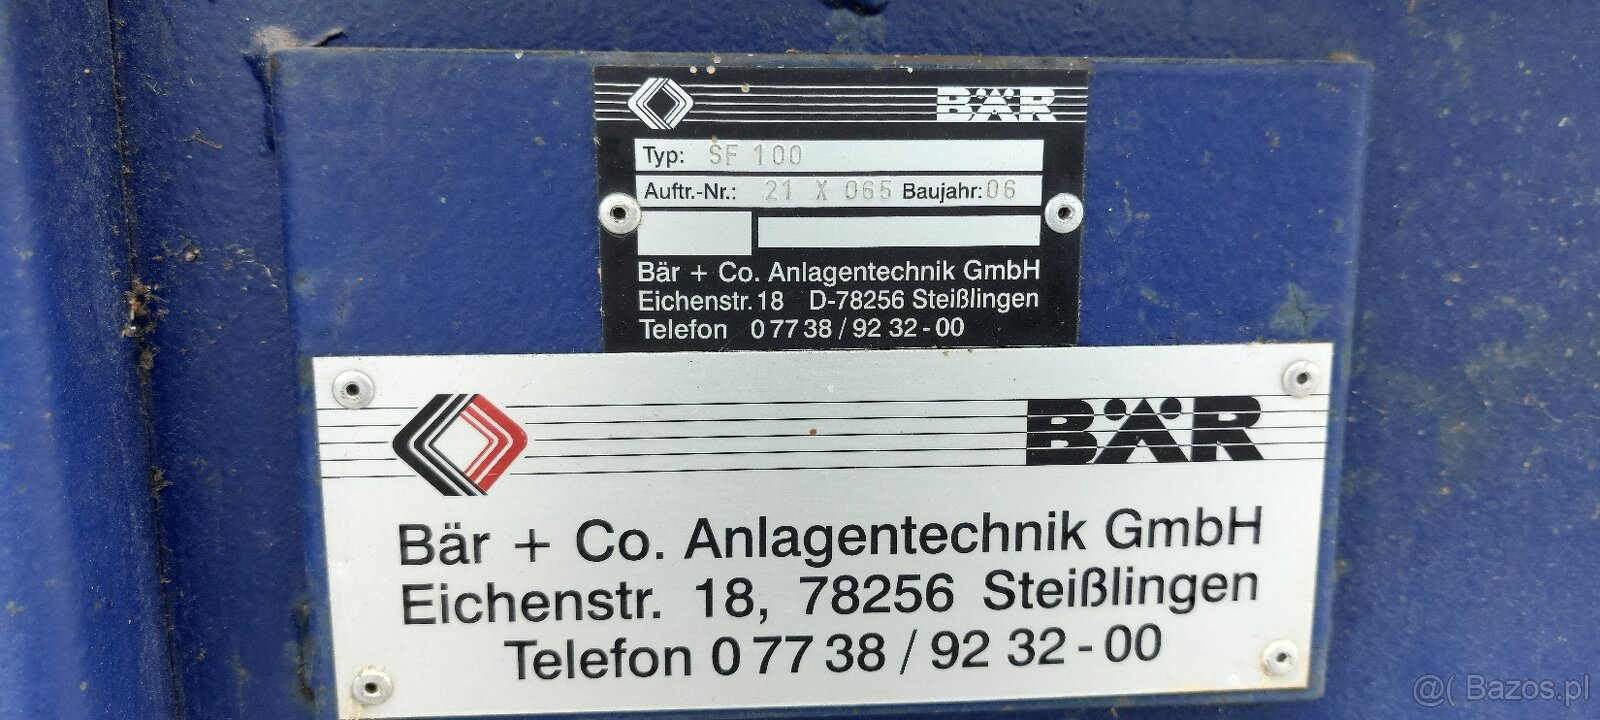 BÄR
Typ: SF 100
Auftr.-Nr.: 21 X 065 Baujahr: 06
Bär + Co. Anlagentechnik GmbH
Eichenstr. 18 D-78256 Steißlingen
Telefon 0 77 38 / 92 32 - 00
BÄR
Bär + Co. Anlagentechnik GmbH
Eichenstr. 18, 78256 Steißlingen
Telefon 0 77 38 / 92 32 - 00
@( Bazos.pl